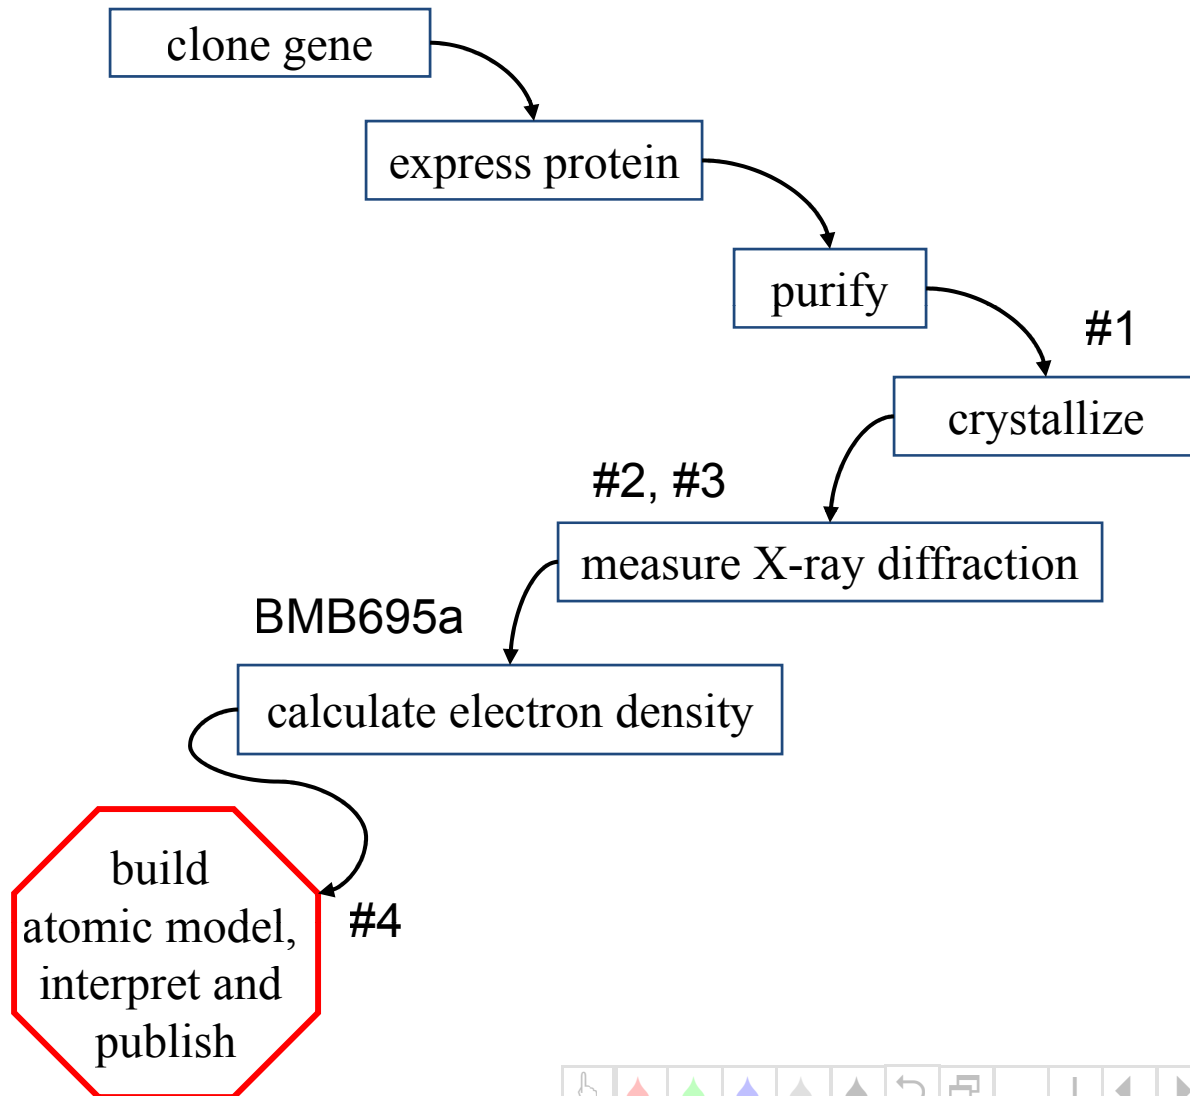 clone gene
express protein
purify
#1
crystallize
#2, #3
measure X-ray diffraction
BMB695a
calculate electron density
build
atomic model,
interpret and
publish
#4